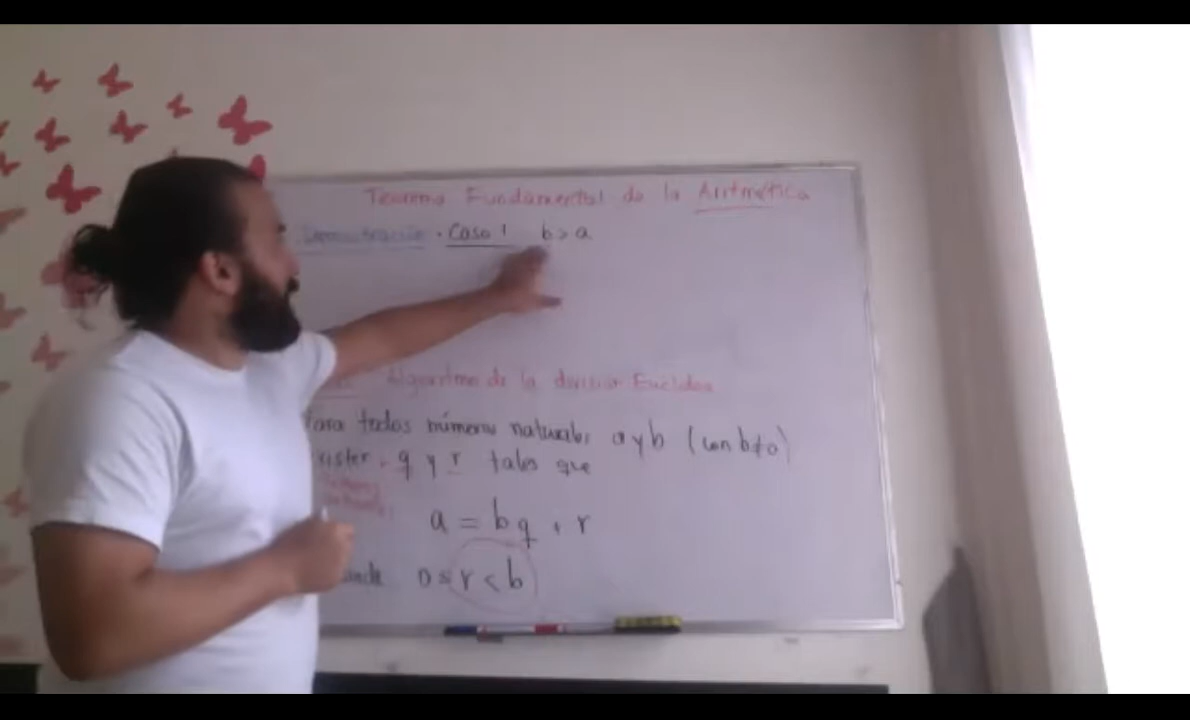 Teorema Fundamental de la Aritmética
Demostración. Caso 1 b > a
Algoritmo de la división Euclides
Para todos números naturales a y b (con b≠0)
existen q y r tales que
a = bq + r
donde 0 ≤ r < b